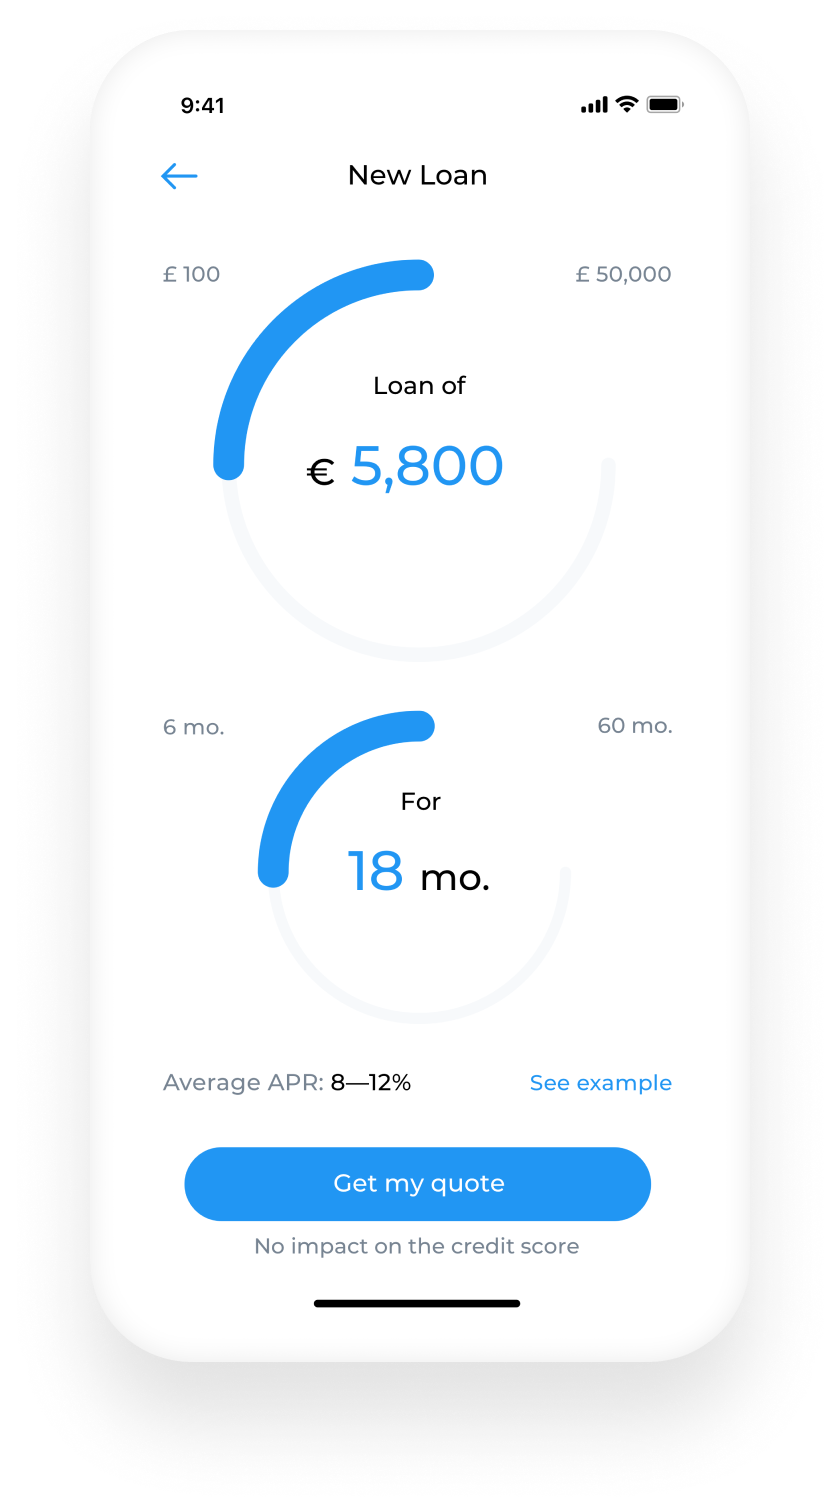 9:41
New Loan
£ 100
£ 50,000
Loan of
€ 5,800
6 mo.
60 mo.
For
18 mo.
Average APR: 8—12%
See example
Get my quote
No impact on the credit score